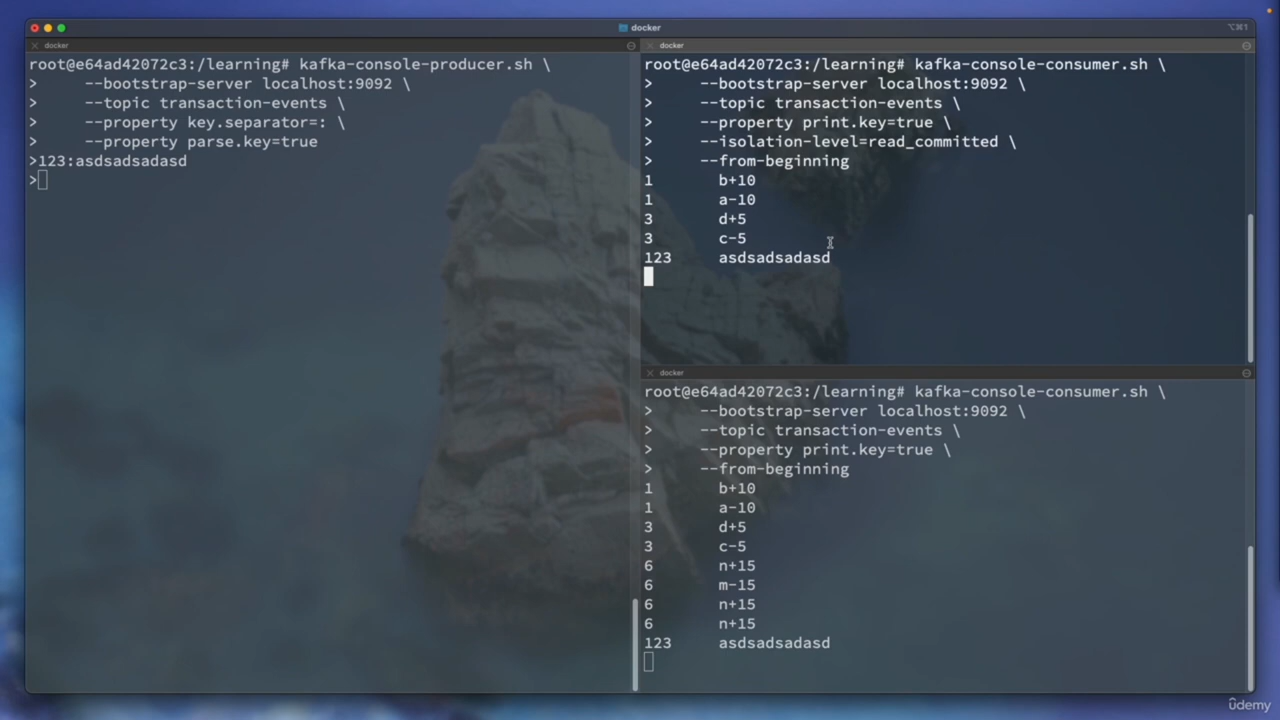 docker
⌥⌘1
docker
root@e64ad42072c3:/learning# kafka-console-producer.sh \
>     --bootstrap-server localhost:9092 \
>     --topic transaction-events \
>     --property key.separator=: \
>     --property parse.key=true
>123:asdsadsadasd
>
docker
root@e64ad42072c3:/learning# kafka-console-consumer.sh \
>     --bootstrap-server localhost:9092 \
>     --topic transaction-events \
>     --property print.key=true \
>     --isolation-level=read_committed \
>     --from-beginning
1       b+10
1       a-10
3       d+5
3       c-5
123     asdsadsadasd
docker
root@e64ad42072c3:/learning# kafka-console-consumer.sh \
>     --bootstrap-server localhost:9092 \
>     --topic transaction-events \
>     --property print.key=true \
>     --from-beginning
1       b+10
1       a-10
3       d+5
3       c-5
6       n+15
6       m-15
6       n+15
6       n+15
123     asdsadsadasd
ûdemy